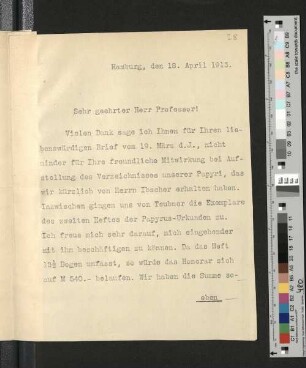 Hamburg, den 18. April 1913.
Sehr geehrter Herr Professor!
Vielen Dank sage ich Ihnen für Ihren lie-
benswürdigen Brief vom 19. März d.J., nicht
minder für Ihre freundliche Mitwirkung bei Auf-
stellung des Verzeichnisses unserer Papyri, das
wir kürzlich von Herrn Ibscher erhalten haben.
Inzwischen gingen uns von Teubner die Exemplare
des zweiten Heftes der Papyrus-Urkunden zu.
Ich freue mich sehr darauf, mich eingehender
mit ihm beschäftigen zu können. Da das Heft
13½ Bogen umfasst, so würde das Honorar sich
auf M 540.- belaufen. Wir haben die Summe so-
eben